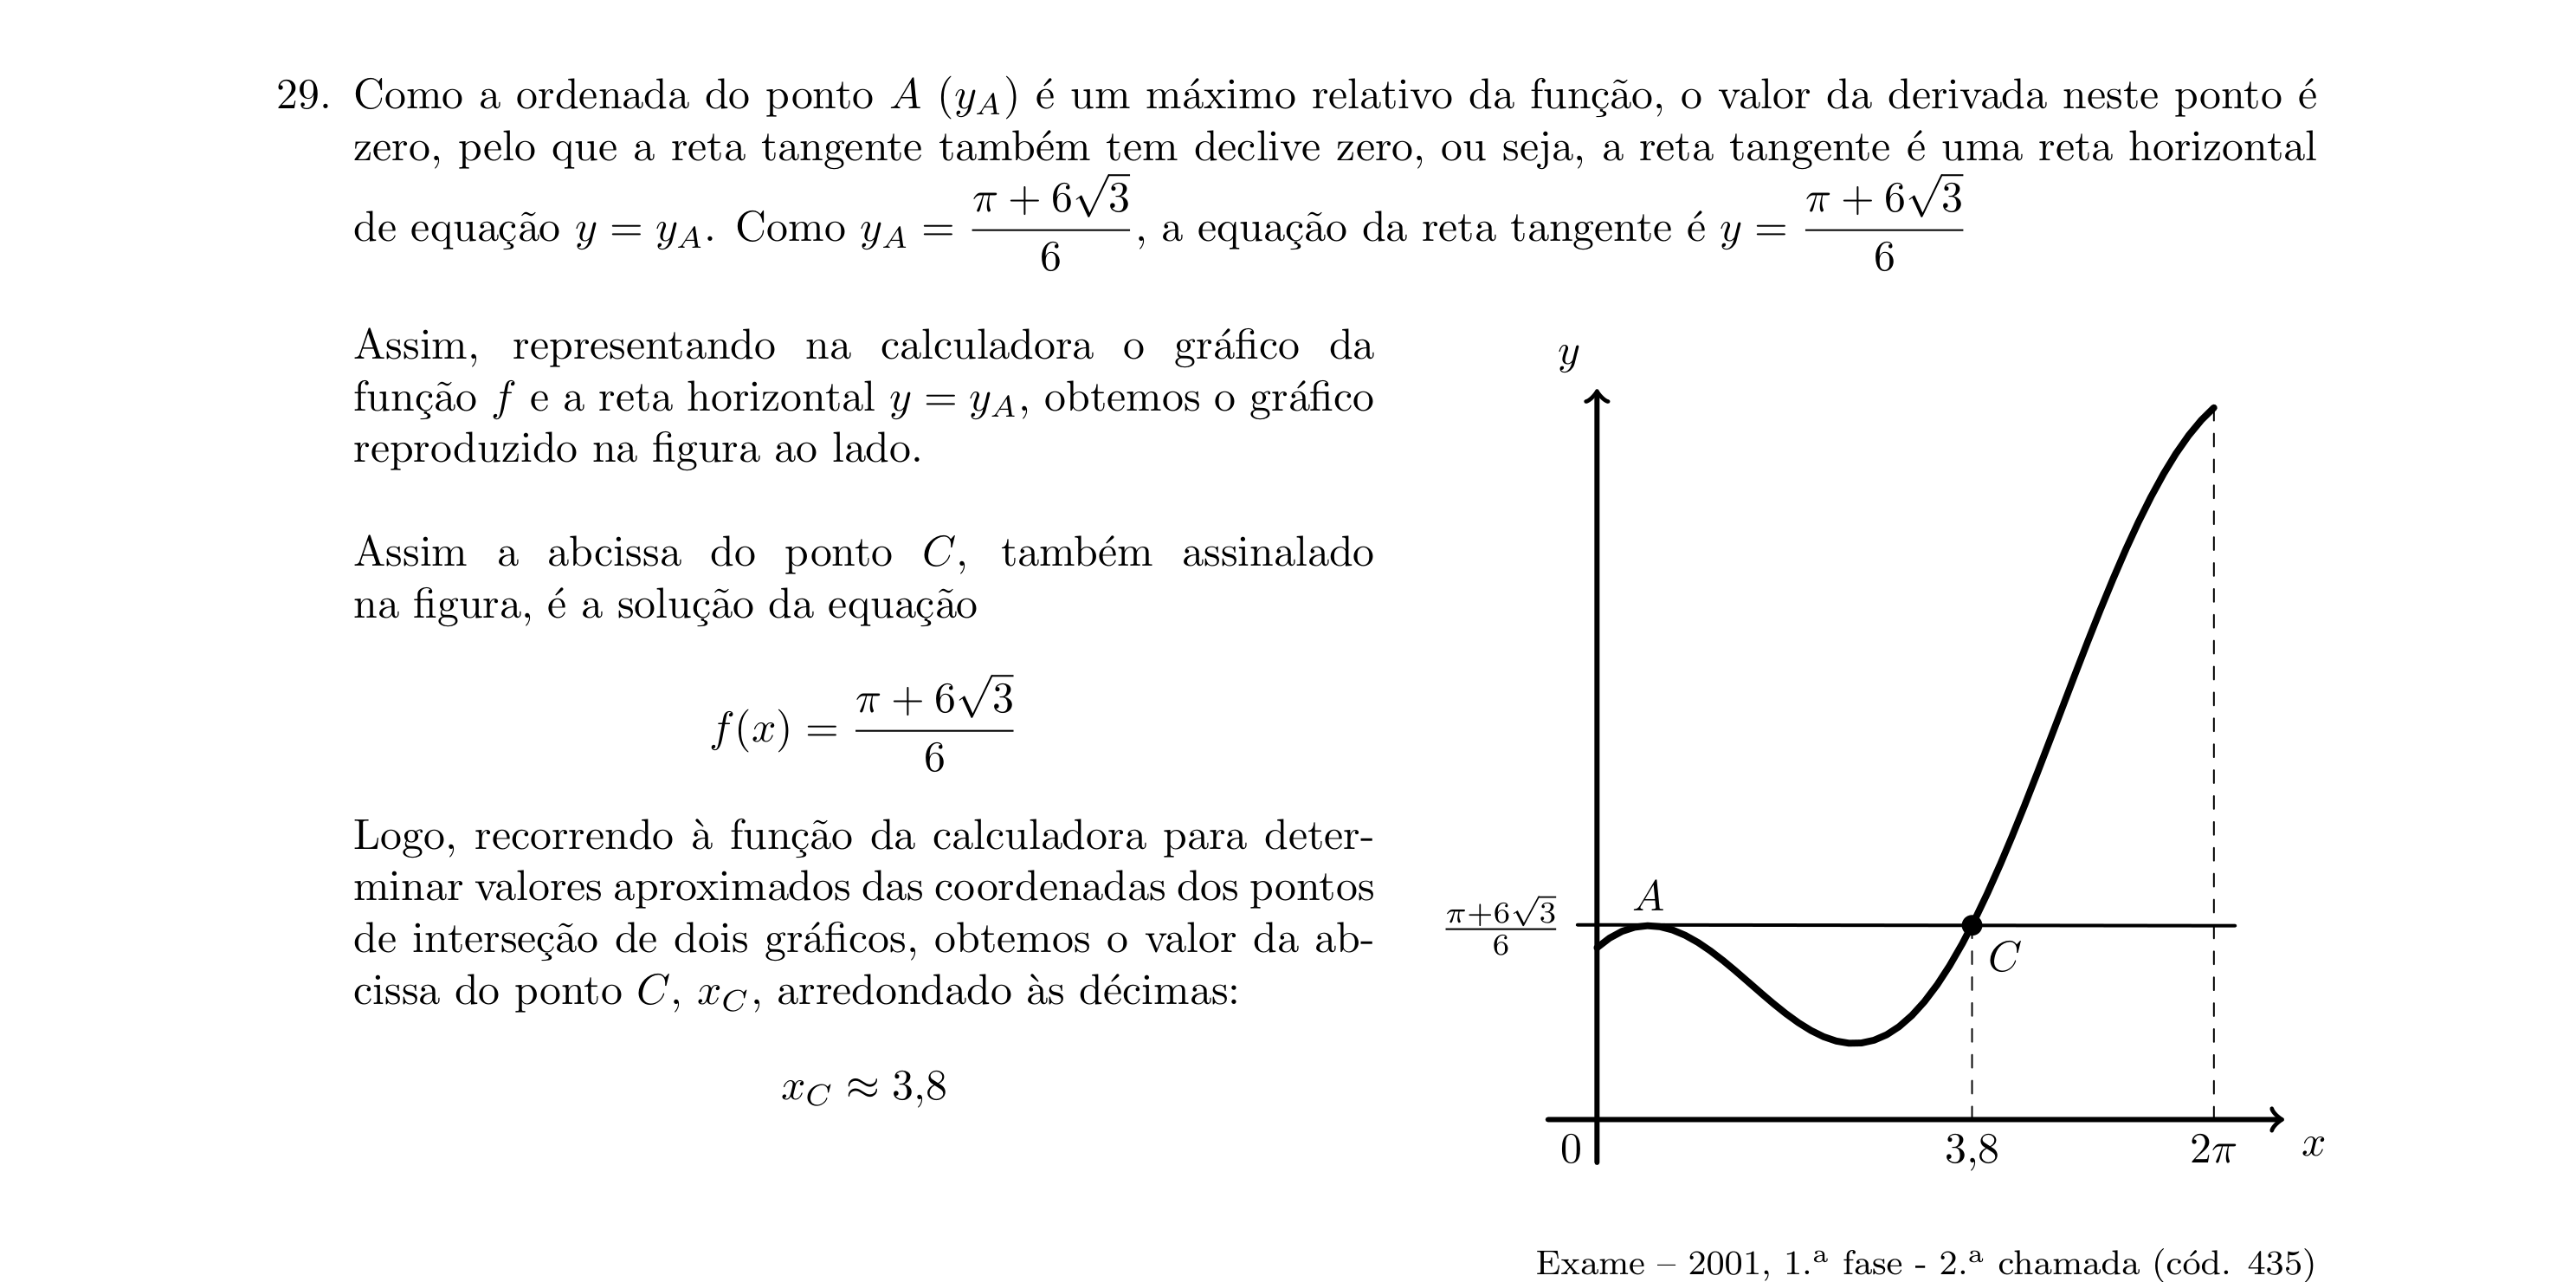 29. Como a ordenada do ponto A (y_A) é um máximo relativo da função, o valor da derivada neste ponto é
zero, pelo que a reta tangente também tem declive zero, ou seja, a reta tangente é uma reta horizontal
de equação y = y_A. Como y_A = \frac{π + 6√3}{6}, a equação da reta tangente é y = \frac{π + 6√3}{6}
Assim, representando na calculadora o gráfico da
função f e a reta horizontal y = y_A, obtemos o gráfico
reproduzido na figura ao lado.
Assim a abcissa do ponto C, também assinalado
na figura, é a solução da equação
f(x) = \frac{π + 6√3}{6}
Logo, recorrendo à função da calculadora para deter-
minar valores aproximados das coordenadas dos pontos
de interseção de dois gráficos, obtemos o valor da ab-
cissa do ponto C, x_C, arredondado às décimas:
x_C ≈ 3,8
y
A
\frac{π+6√3}{6}
C
0
3,8
2π
x
Exame – 2001, 1.ª fase - 2.ª chamada (cód. 435)